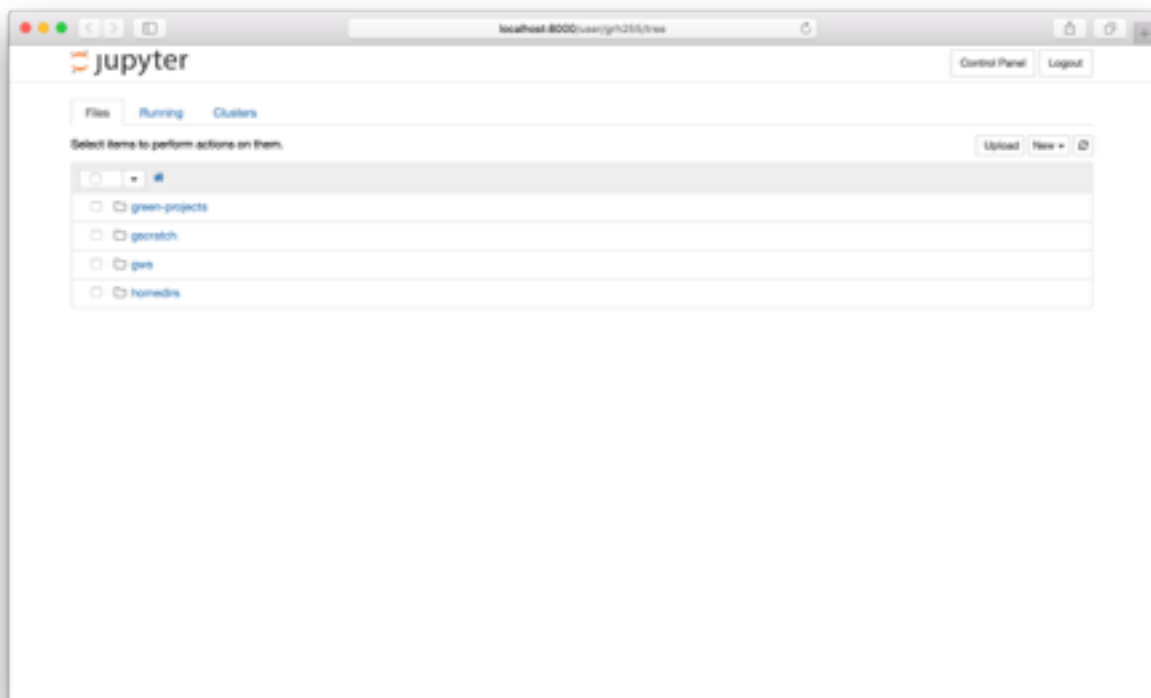 localhost:8000/user/grh255/tree
jupyter
Control Panel Logout
Files Running Clusters
Select items to perform actions on them.
Upload New
green-projects
gscratch
gws
homedirs